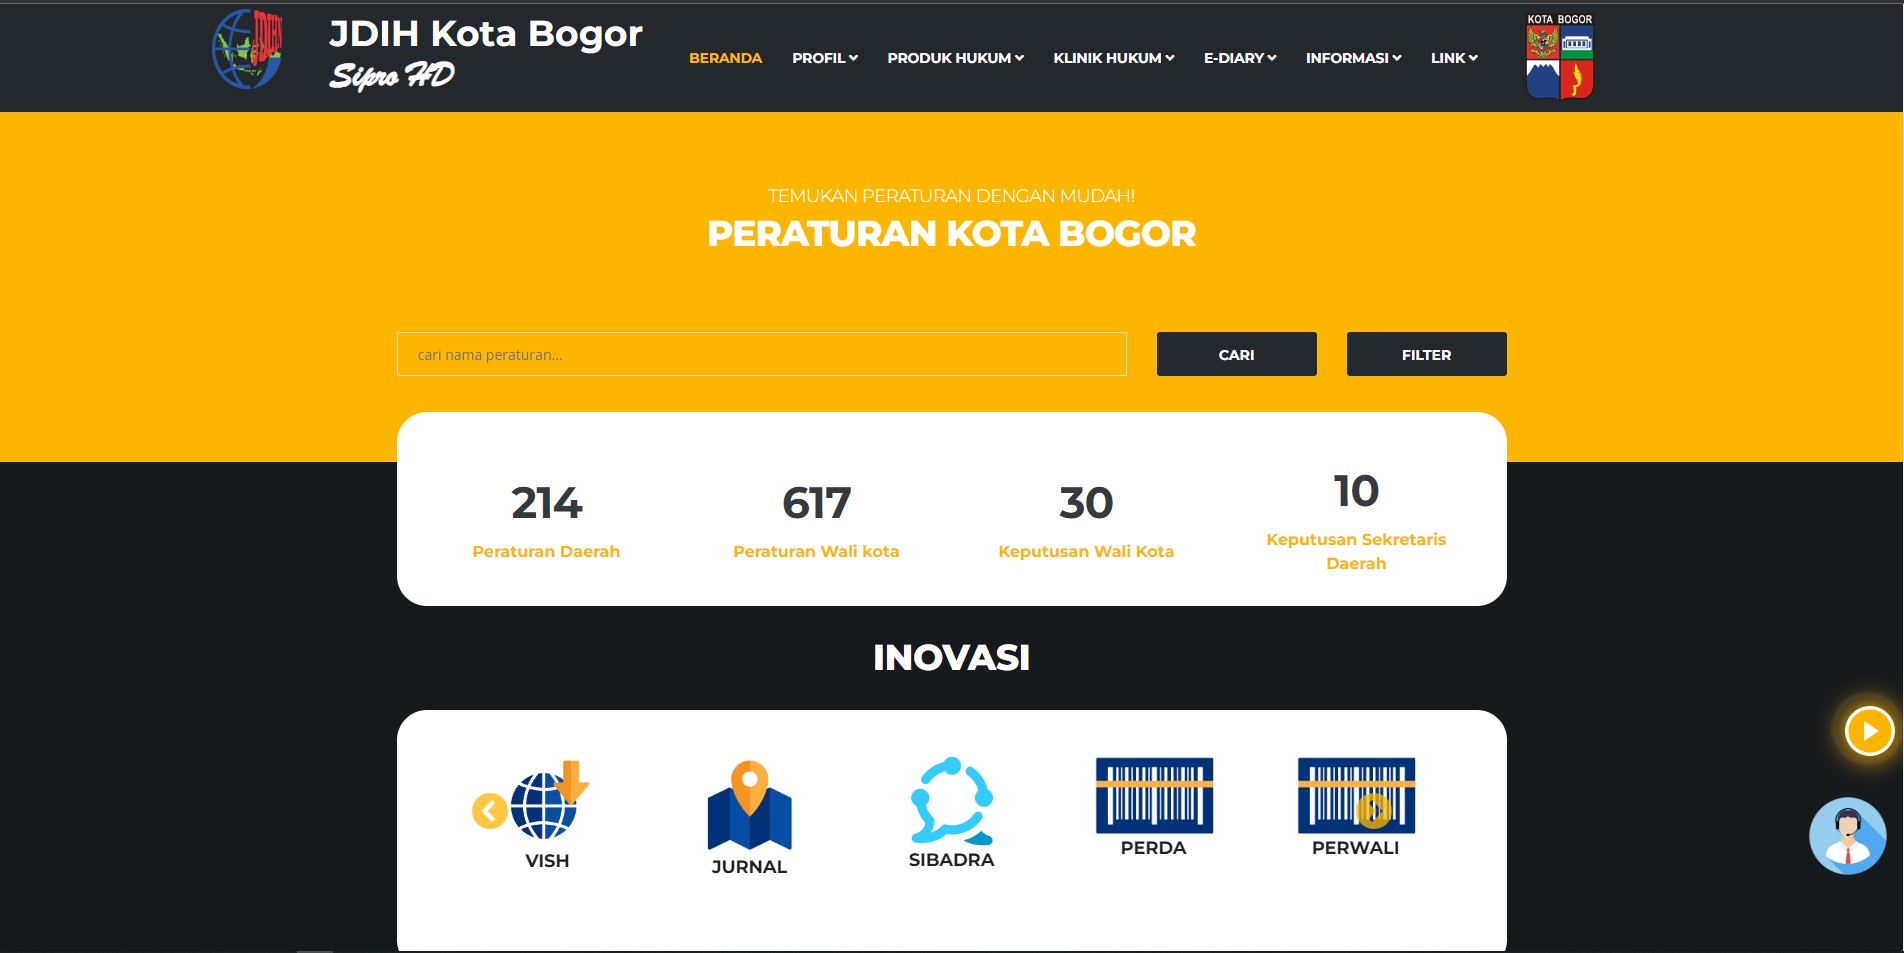 JDIH Kota Bogor
Sipro HD
BERANDA PROFIL PRODUK HUKUM KLINIK HUKUM E-DIARY INFORMASI LINK
KOTA BOGOR
TEMUKAN PERATURAN DENGAN MUDAH!
PERATURAN KOTA BOGOR
cari nama peraturan...
CARI
FILTER
214
Peraturan Daerah
617
Peraturan Wali kota
30
Keputusan Wali Kota
10
Keputusan Sekretaris
Daerah
INOVASI
VISH
JURNAL
SIBADRA
PERDA
PERWALI